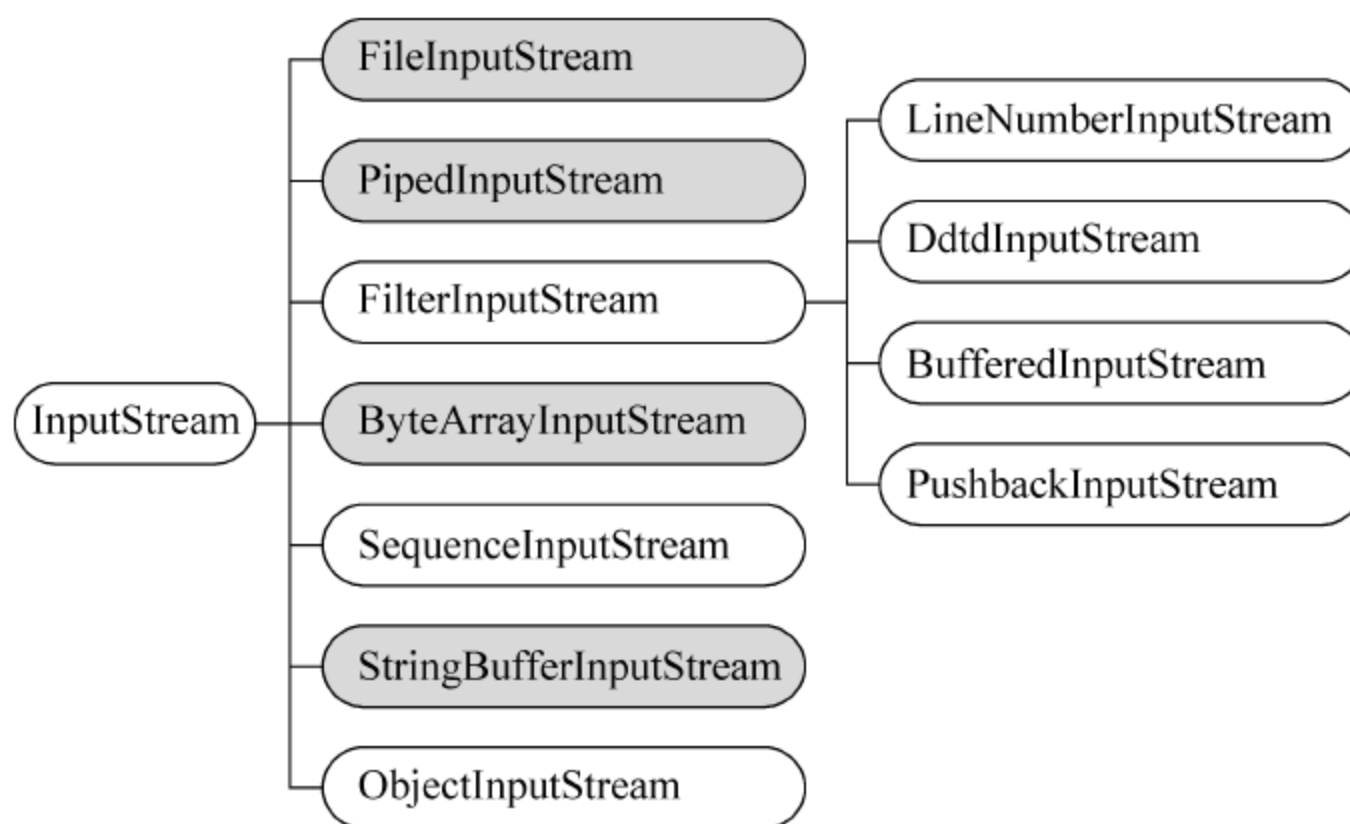 FileInputStream
PipedInputStream
FilterInputStream
InputStream
ByteArrayInputStream
SequenceInputStream
StringBufferInputStream
ObjectInputStream
LineNumberInputStream
DdtdInputStream
BufferedInputStream
PushbackInputStream